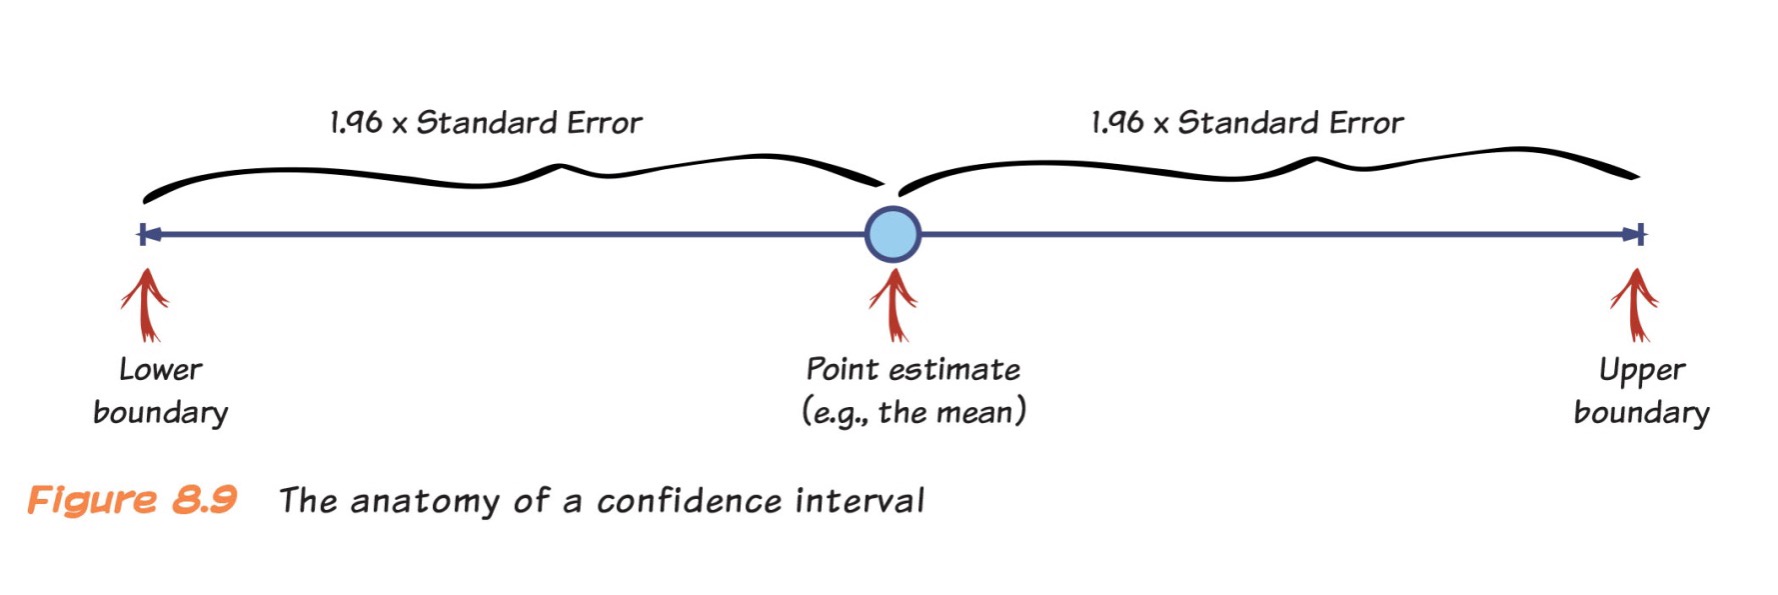 1.96 x Standard Error
1.96 x Standard Error
Lower
boundary
Point estimate
(e.g., the mean)
Upper
boundary
Figure 8.9 The anatomy of a confidence interval